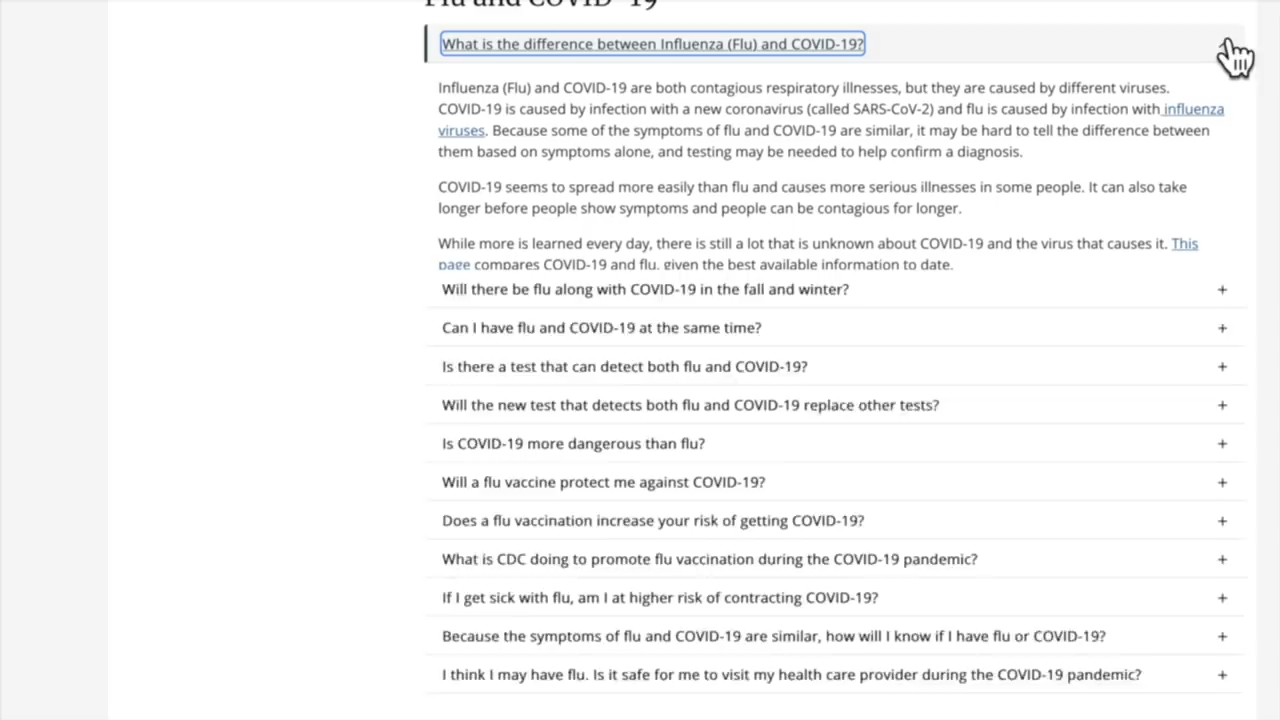 Flu and COVID-19
What is the difference between Influenza (Flu) and COVID-19?
Influenza (Flu) and COVID-19 are both contagious respiratory illnesses, but they are caused by different viruses.
COVID-19 is caused by infection with a new coronavirus (called SARS-CoV-2) and flu is caused by infection with influenza
viruses. Because some of the symptoms of flu and COVID-19 are similar, it may be hard to tell the difference between
them based on symptoms alone, and testing may be needed to help confirm a diagnosis.
COVID-19 seems to spread more easily than flu and causes more serious illnesses in some people. It can also take
longer before people show symptoms and people can be contagious for longer.
While more is learned every day, there is still a lot that is unknown about COVID-19 and the virus that causes it. This
page compares COVID-19 and flu, given the best available information to date.
Will there be flu along with COVID-19 in the fall and winter? +
Can I have flu and COVID-19 at the same time? +
Is there a test that can detect both flu and COVID-19? +
Will the new test that detects both flu and COVID-19 replace other tests? +
Is COVID-19 more dangerous than flu? +
Will a flu vaccine protect me against COVID-19? +
Does a flu vaccination increase your risk of getting COVID-19? +
What is CDC doing to promote flu vaccination during the COVID-19 pandemic? +
If I get sick with flu, am I at higher risk of contracting COVID-19? +
Because the symptoms of flu and COVID-19 are similar, how will I know if I have flu or COVID-19? +
I think I may have flu. Is it safe for me to visit my health care provider during the COVID-19 pandemic? +